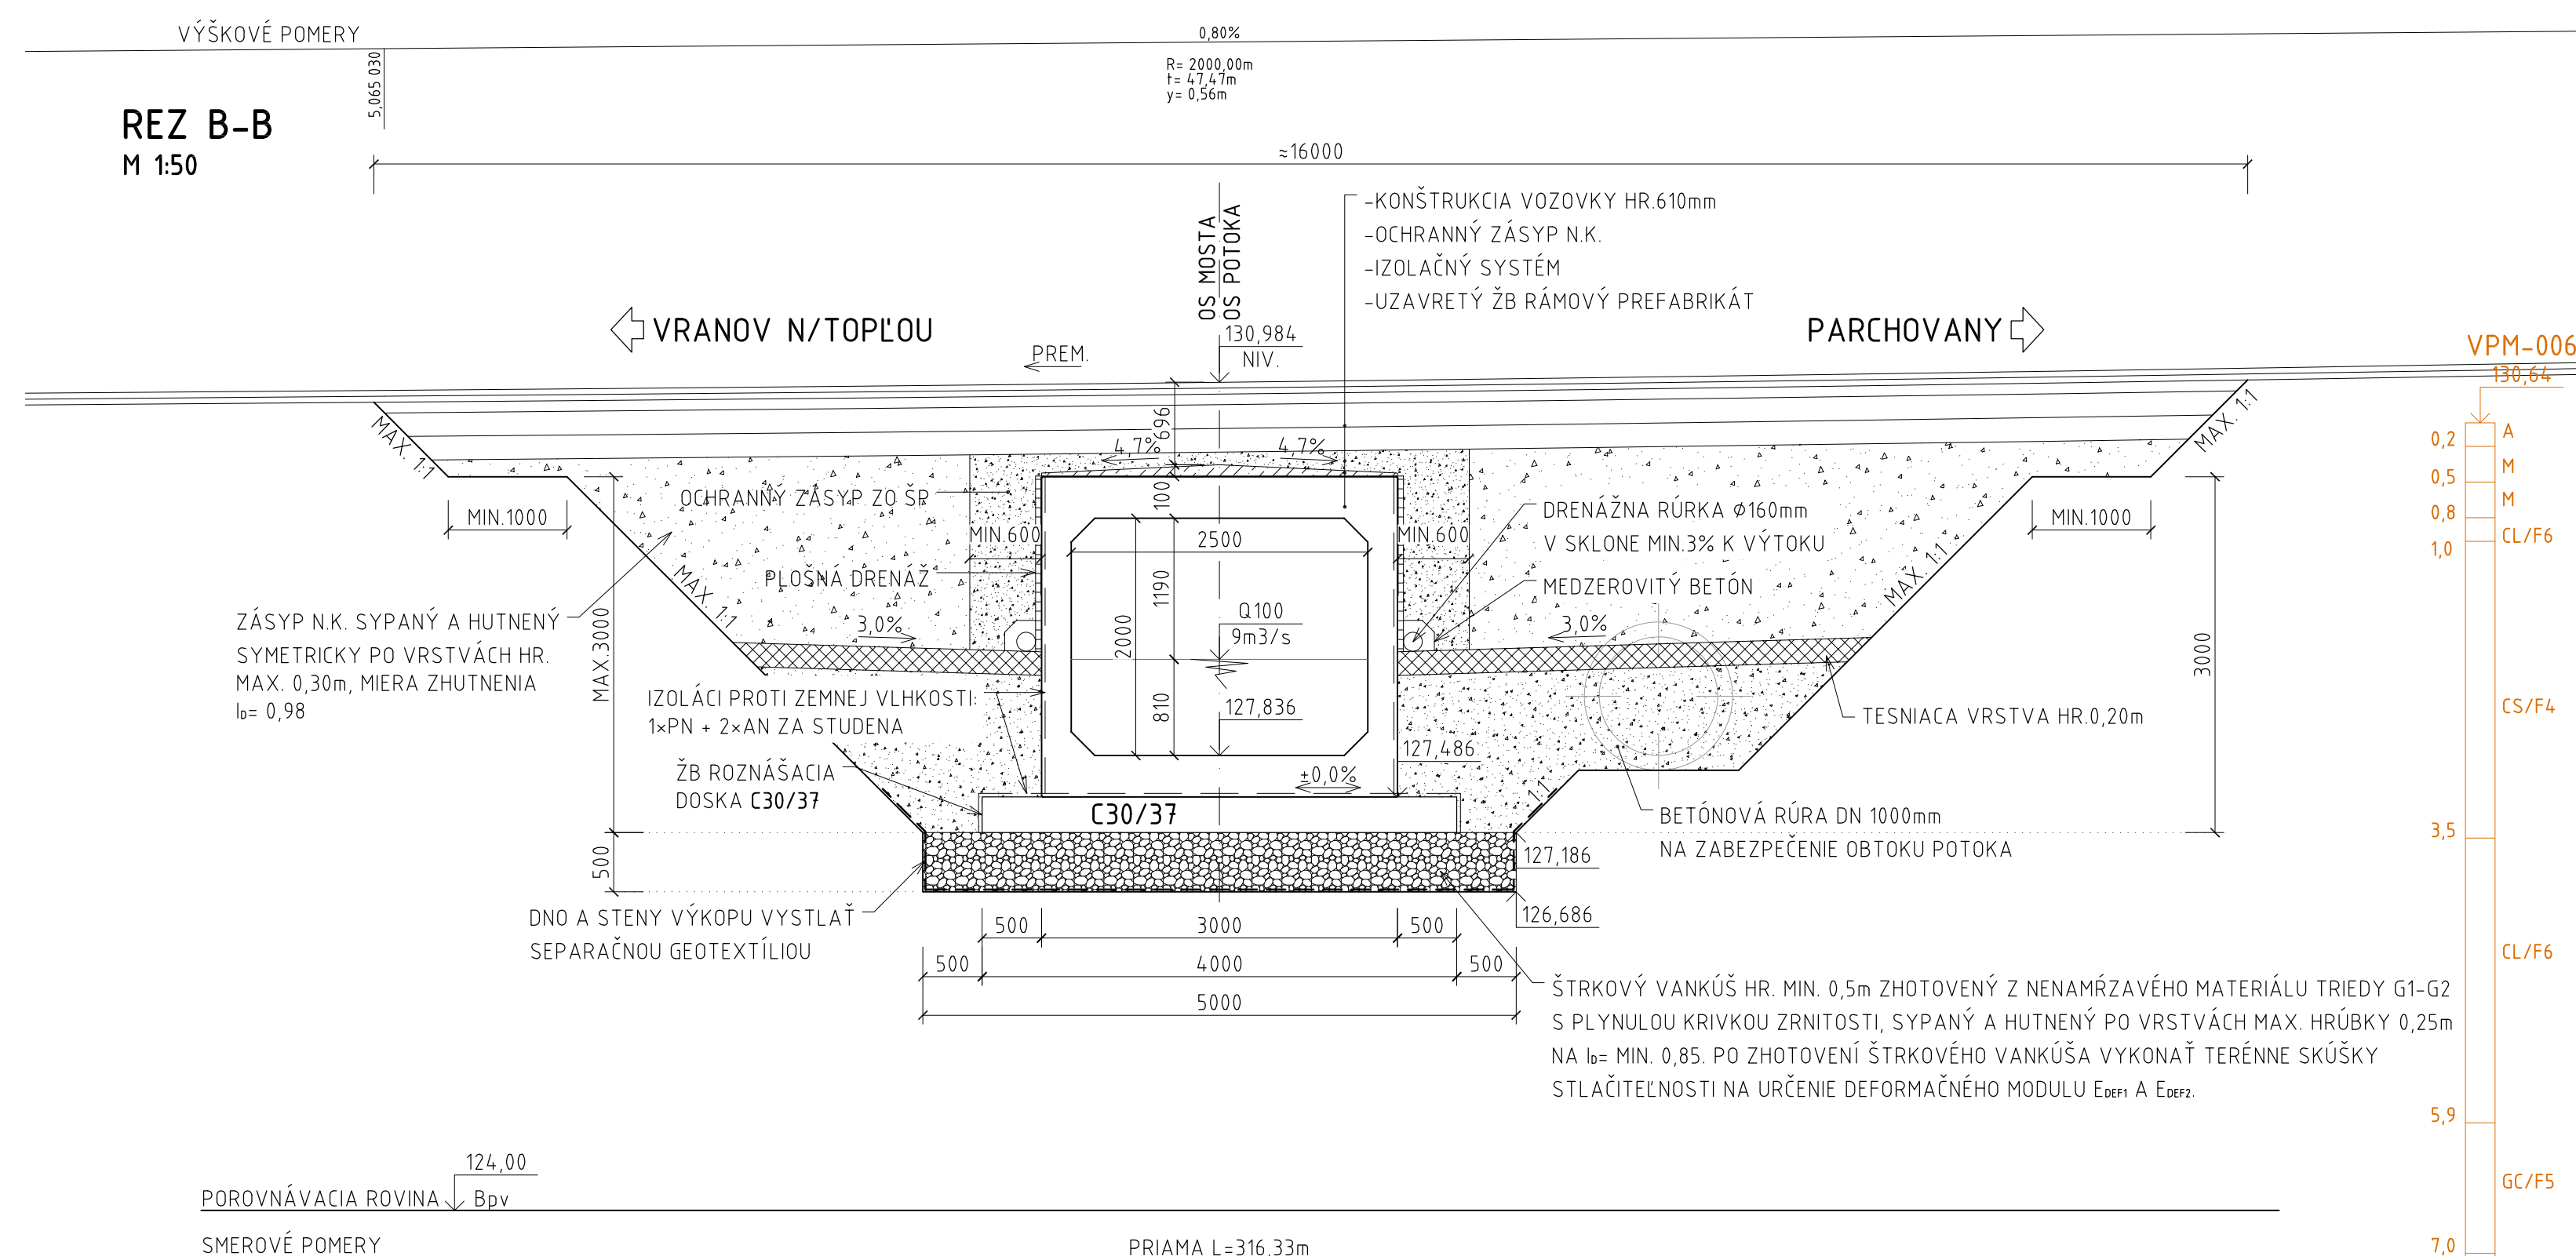 VÝŠKOVÉ POMERY
0,80%
5,065 030
R= 2000,00m
t= 47,47m
y= 0,56m
REZ B-B
M 1:50
≈16000
OS MOSTA
OS POTOKA
-KONŠTRUKCIA VOZOVKY HR.610mm
-OCHRANNÝ ZÁSYP N.K.
-IZOLAČNÝ SYSTÉM
-UZAVRETÝ ŽB RÁMOVÝ PREFABRIKÁT
VRANOV N/TOPĽOU
PARCHOVANY
PREM.
130,984
NIV.
VPM-006
130,64
MAX. 1:1
MAX. 1:1
696
4,7%
4,7%
0,2
A
M
0,5
M
0,8
CL/F6
1,0
OCHRANNÝ ZÁSYP ZO ŠP
100
MIN.1000
MIN.600
2500
MIN.600
DRENÁŽNA RÚRKA Ø160mm
V SKLONE MIN.3% K VÝTOKU
MIN.1000
PLOŠNÁ DRENÁŽ
MEDZEROVITÝ BETÓN
MAX. 1:1
MAX. 1:1
1190
2000
Q100
9m3/s
3,0%
3,0%
ZÁSYP N.K. SYPANÝ A HUTNENÝ
SYMETRICKY PO VRSTVÁCH HR.
MAX. 0,30m, MIERA ZHUTNENIA
ID= 0,98
MAX.3000
3000
IZOLÁCI PROTI ZEMNEJ VLHKOSTI:
1×PN + 2×AN ZA STUDENA
810
127,836
TESNIACA VRSTVA HR.0,20m
CS/F4
127,486
ŽB ROZNÁŠACIA
DOSKA C30/37
±0,0%
1:1
C30/37
BETÓNOVÁ RÚRA DN 1000mm
NA ZABEZPEČENIE OBTOKU POTOKA
3,5
500
127,186
126,686
DNO A STENY VÝKOPU VYSTLAŤ
SEPARAČNOU GEOTEXTÍLIOU
500
3000
500
500
4000
500
5000
CL/F6
ŠTRKOVÝ VANKÚŠ HR. MIN. 0,5m ZHOTOVENÝ Z NENAMŔZAVÉHO MATERIÁLU TRIEDY G1-G2
S PLYNULOU KRIVKOU ZRNITOSTI, SYPANÝ A HUTNENÝ PO VRSTVÁCH MAX. HRÚBKY 0,25m
NA ID= MIN. 0,85. PO ZHOTOVENÍ ŠTRKOVÉHO VANKÚŠA VYKONAŤ TERÉNNE SKÚŠKY
STLAČITEĽNOSTI NA URČENIE DEFORMAČNÉHO MODULU EDEF1 A EDEF2.
5,9
GC/F5
124,00
POROVNÁVACIA ROVINA
Bpv
SMEROVÉ POMERY
PRIAMA L=316.33m
7,0